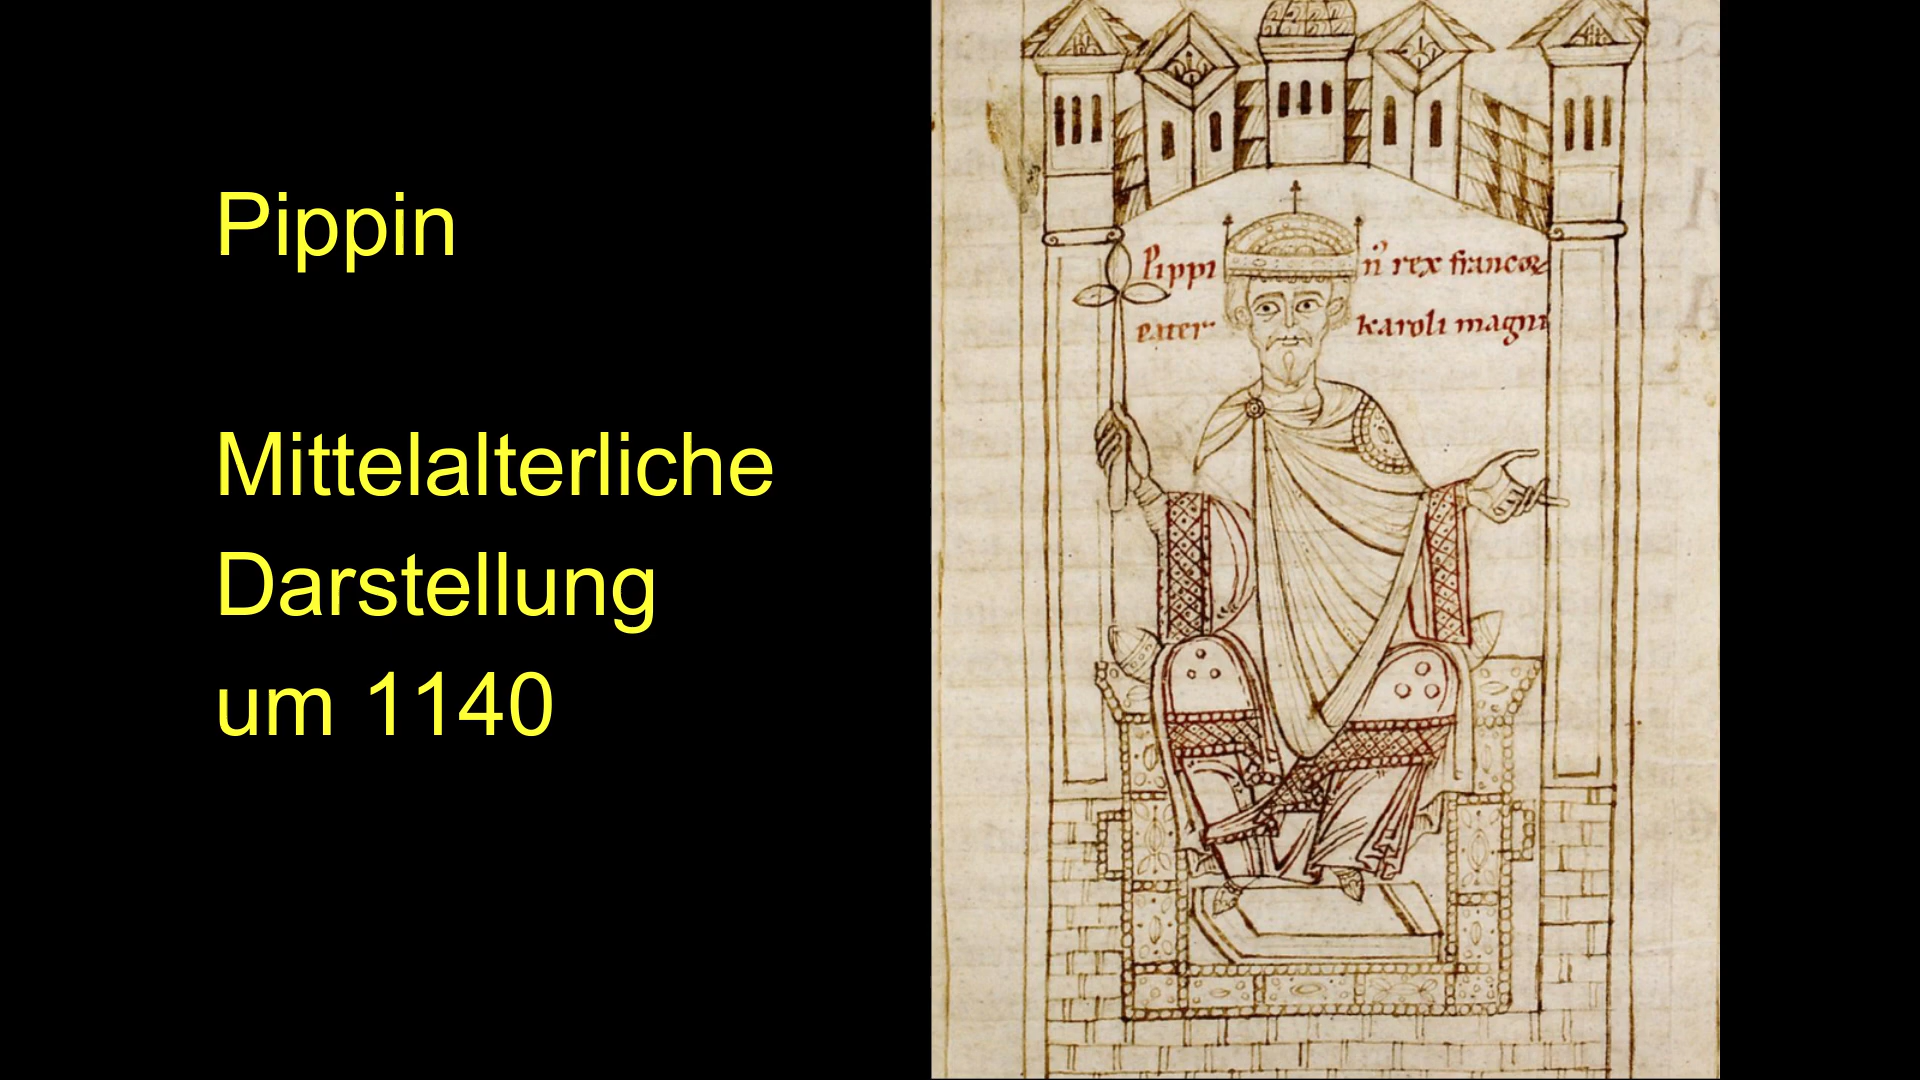 Pippin
Mittelalterliche
Darstellung
um 1140
Pippi n᷒ rex francoꝝ
pater karoli magni